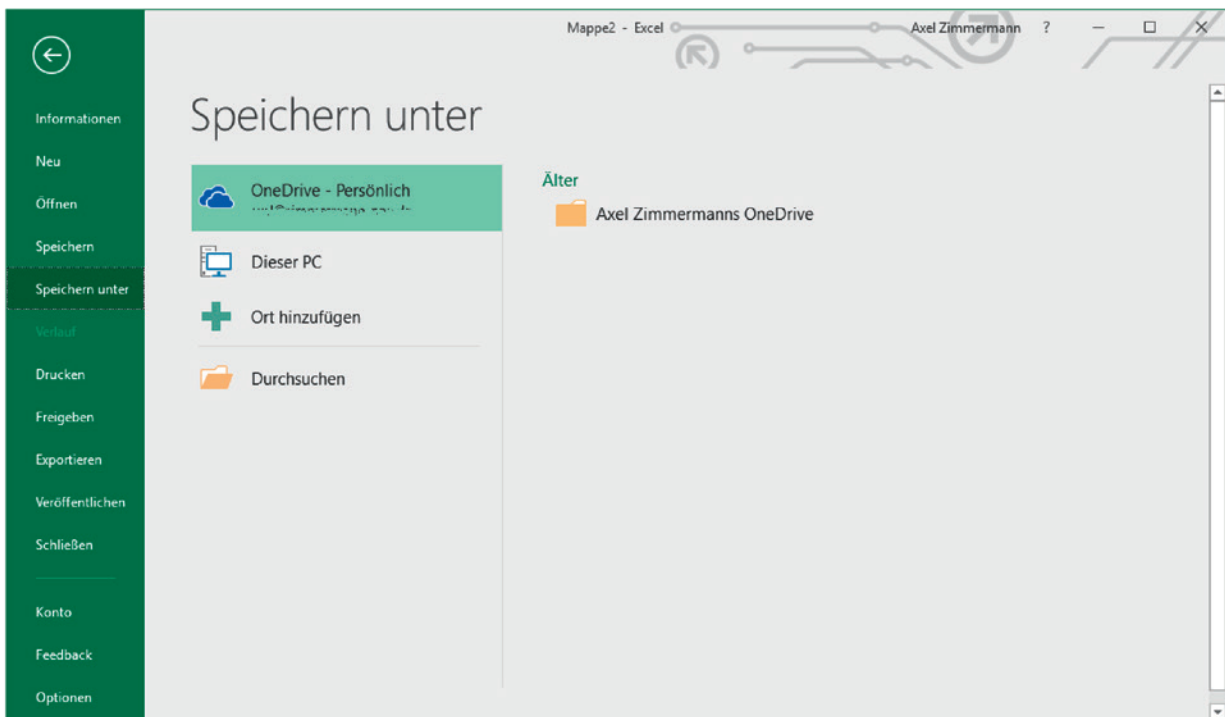 Mappe2 - Excel
Axel Zimmermann ?
Informationen
Neu
Öffnen
Speichern
Speichern unter
Verlauf
Drucken
Freigeben
Exportieren
Veröffentlichen
Schließen
Konto
Feedback
Optionen
Speichern unter
OneDrive - Persönlich
Dieser PC
Ort hinzufügen
Durchsuchen
Älter
Axel Zimmermanns OneDrive